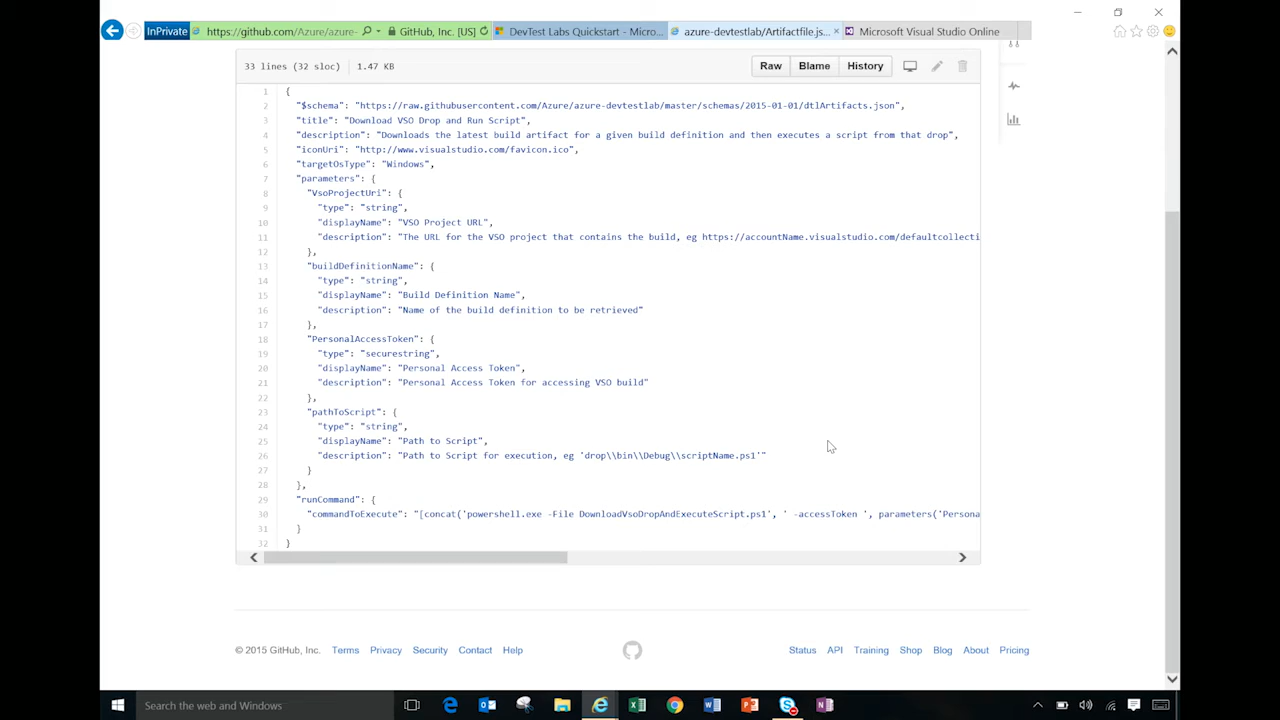 InPrivate
https://github.com/Azure/azure-
GitHub, Inc. [US]
DevTest Labs Quickstart - Micro...
azure-devtestlab/Artifactfile.js...
Microsoft Visual Studio Online
33 lines (32 sloc) 1.47 KB
Raw Blame History
1 {
2 "$schema": "https://raw.githubusercontent.com/Azure/azure-devtestlab/master/schemas/2015-01-01/dtlArtifacts.json",
3 "title": "Download VSO Drop and Run Script",
4 "description": "Downloads the latest build artifact for a given build definition and then executes a script from that drop",
5 "iconUri": "http://www.visualstudio.com/favicon.ico",
6 "targetOsType": "Windows",
7 "parameters": {
8 "VsoProjectUri": {
9 "type": "string",
10 "displayName": "VSO Project URL",
11 "description": "The URL for the VSO project that contains the build, eg https://accountName.visualstudio.com/defaultcollecti
12 },
13 "buildDefinitionName": {
14 "type": "string",
15 "displayName": "Build Definition Name",
16 "description": "Name of the build definition to be retrieved"
17 },
18 "PersonalAccessToken": {
19 "type": "securestring",
20 "displayName": "Personal Access Token",
21 "description": "Personal Access Token for accessing VSO build"
22 },
23 "pathToScript": {
24 "type": "string",
25 "displayName": "Path to Script",
26 "description": "Path to Script for execution, eg 'drop\\bin\\Debug\\scriptName.ps1'"
27 }
28 },
29 "runCommand": {
30 "commandToExecute": "[concat('powershell.exe -File DownloadVsoDropAndExecuteScript.ps1', ' -accessToken ', parameters('Persona
31 }
32 }
© 2015 GitHub, Inc. Terms Privacy Security Contact Help
Status API Training Shop Blog About Pricing
Search the web and Windows